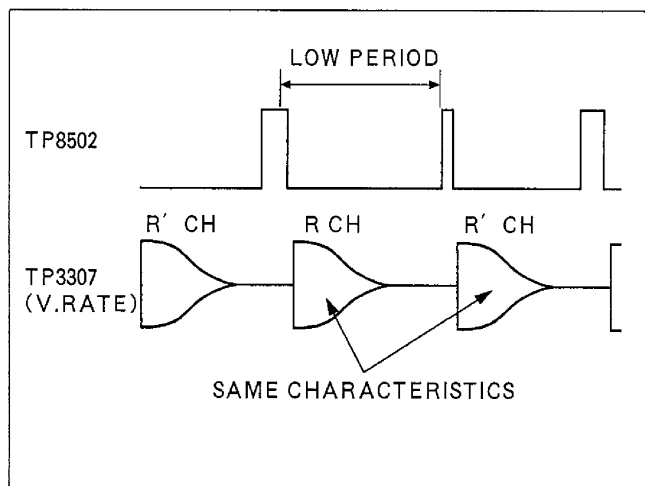 LOW PERIOD
TP8502
R' CH R CH R' CH
TP3307
(V.RATE)
SAME CHARACTERISTICS